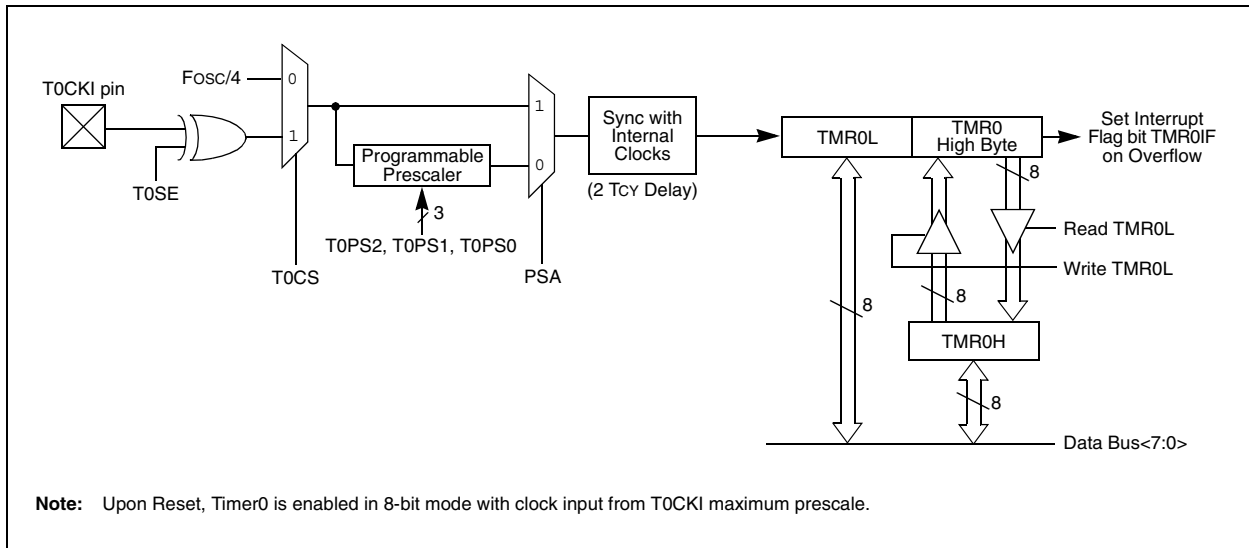 T0CKI pin
FOSC/4
0
1
T0SE
T0CS
Programmable
Prescaler
3
T0PS2, T0PS1, T0PS0
1
0
PSA
Sync with
Internal
Clocks
(2 TCY Delay)
TMR0L
TMR0
High Byte
Set Interrupt
Flag bit TMR0IF
on Overflow
8
Read TMR0L
Write TMR0L
8
8
TMR0H
8
Data Bus<7:0>
Note: Upon Reset, Timer0 is enabled in 8-bit mode with clock input from T0CKI maximum prescale.